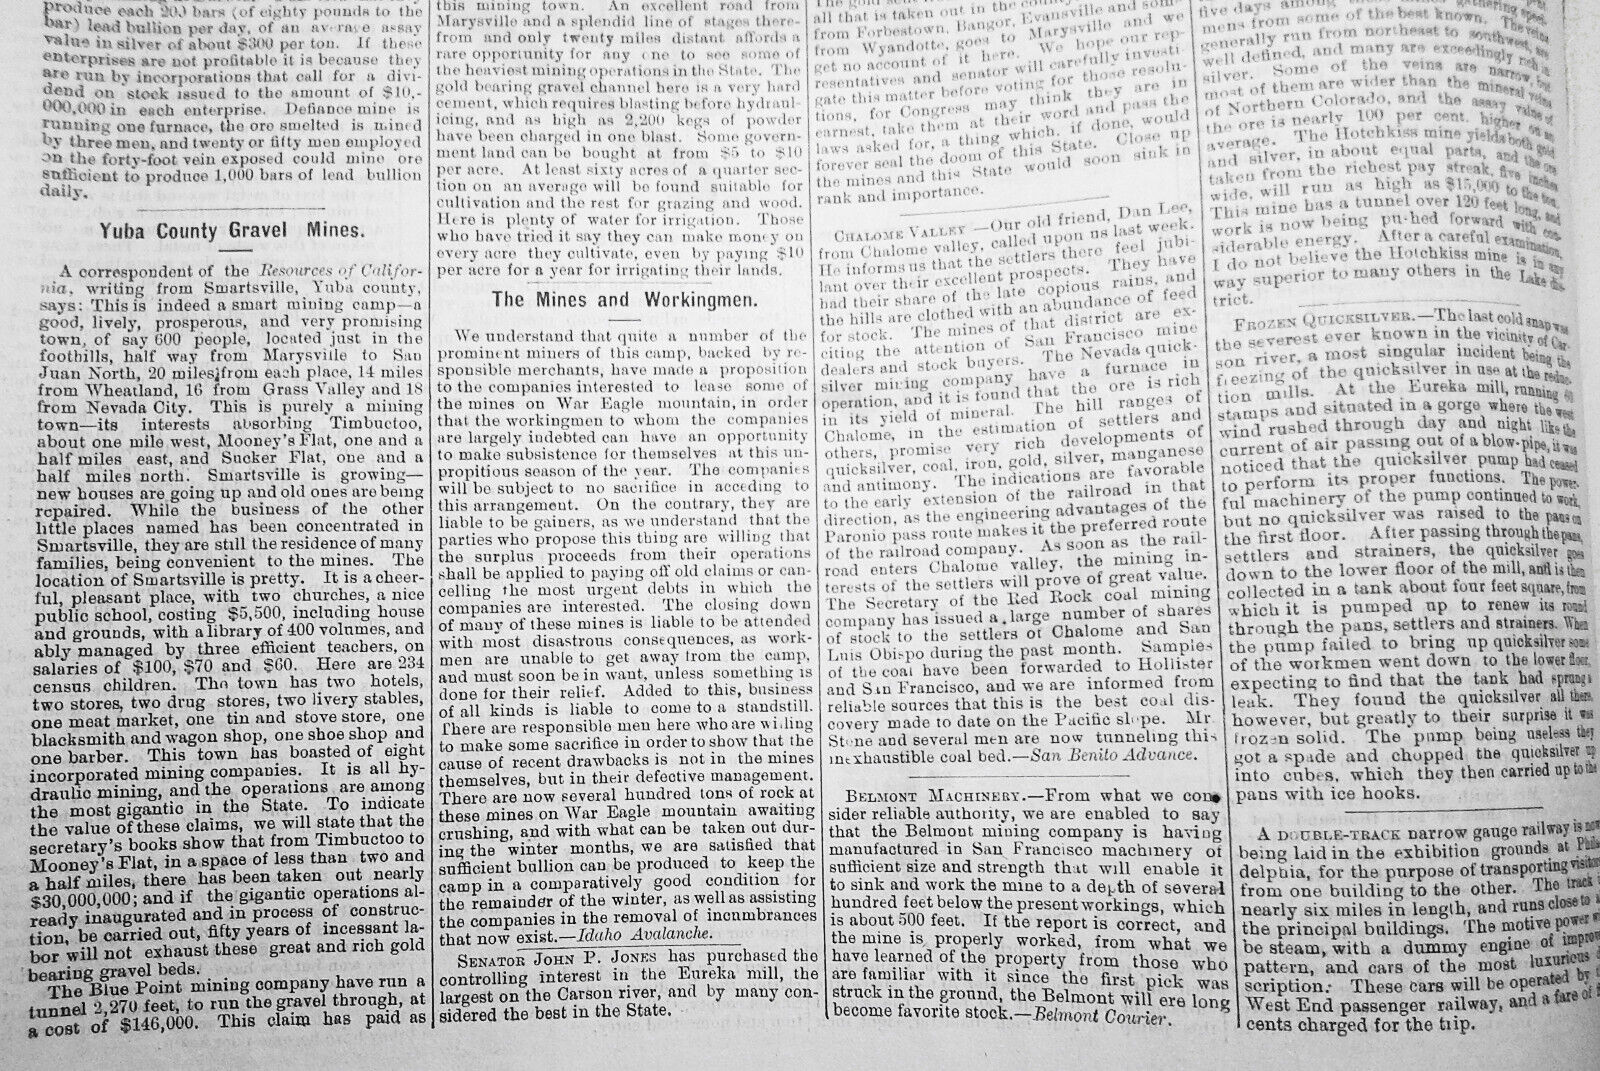 produce each 200 bars (of eighty pounds to the
bar) lead bullion per day, of an average assay
value in silver of about $300 per ton. If these
enterprises are not profitable it is because they
are run by incorporations that call for a divi-
dend on stock issued to the amount of $10,-
000,000 in each enterprise. Defiance mine is
running one furnace, the ore smelted is mined
by three men, and twenty or fifty men employed
on the forty-foot vein exposed could mine ore
sufficient to produce 1,000 bars of lead bullion
daily.
Yuba County Gravel Mines.
A correspondent of the Resources of Califor-
nia, writing from Smartsville, Yuba county,
says: This is indeed a smart mining camp—a
good, lively, prosperous, and very promising
town, of say 600 people, located just in the
foothills, half way from Marysville to San
Juan North, 20 miles from each place, 14 miles
from Wheatland, 16 from Grass Valley and 18
from Nevada City. This is purely a mining
town—its interests absorbing Timbuctoo,
about one mile west, Mooney's Flat, one and a
half miles east, and Sucker Flat, one and a
half miles north. Smartsville is growing—
new houses are going up and old ones are being
repaired. While the business of the other
little places named has been concentrated in
Smartsville, they are still the residence of many
families, being convenient to the mines. The
location of Smartsville is pretty. It is a cheer-
ful, pleasant place, with two churches, a nice
public school, costing $5,500, including house
and grounds, with a library of 400 volumes, and
ably managed by three efficient teachers, on
salaries of $100, $70 and $60. Here are 234
census children. The town has two hotels,
two stores, two drug stores, two livery stables,
one meat market, one tin and stove store, one
blacksmith and wagon shop, one shoe shop and
one barber. This town has boasted of eight
incorporated mining companies. It is all hy-
draulic mining, and the operations are among
the most gigantic in the State. To indicate
the value of these claims, we will state that the
secretary's books show that from Timbuctoo to
Mooney's Flat, in a space of less than two and
a half miles, there has been taken out nearly
$30,000,000; and if the gigantic operations al-
ready inaugurated and in process of construc-
tion, be carried out, fifty years of incessant la-
bor will not exhaust these great and rich gold
bearing gravel beds.
The Blue Point mining company have run a
tunnel 2,270 feet, to run the gravel through, at
a cost of $146,000. This claim has paid as
this mining town. An excellent road from
Marysville and a splendid line of stages there-
from and only twenty miles distant affords a
rare opportunity for any one to see some of
the heaviest mining operations in the State. The
gold bearing gravel channel here is a very hard
cement, which requires blasting before hydraul-
icing, and as high as 2,200 kegs of powder
have been charged in one blast. Some govern-
ment land can be bought at from $5 to $10
per acre. At least sixty acres of a quarter sec-
tion on an average will be found suitable for
cultivation and the rest for grazing and wood.
Here is plenty of water for irrigation. Those
who have tried it say they can make money on
every acre they cultivate, even by paying $10
per acre for a year for irrigating their lands.
The Mines and Workingmen.
We understand that quite a number of the
prominent miners of this camp, backed by re-
sponsible merchants, have made a proposition
to the companies interested to lease some of
the mines on War Eagle mountain, in order
that the workingmen to whom the companies
are largely indebted can have an opportunity
to make subsistence for themselves at this un-
propitious season of the year. The companies
will be subject to no sacrifice in acceding to
this arrangement. On the contrary, they are
liable to be gainers, as we understand that the
parties who propose this thing are willing that
the surplus proceeds from their operations
shall be applied to paying off old claims or can-
celling the most urgent debts in which the
companies are interested. The closing down
of many of these mines is liable to be attended
with most disastrous consequences, as work-
men are unable to get away from the camp,
and must soon be in want, unless something is
done for their relief. Added to this, business
of all kinds is liable to come to a standstill.
There are responsible men here who are willing
to make some sacrifice in order to show that the
cause of recent drawbacks is not in the mines
themselves, but in their defective management.
There are now several hundred tons of rock at
these mines on War Eagle mountain awaiting
crushing, and with what can be taken out dur-
ing the winter months, we are satisfied that
sufficient bullion can be produced to keep the
camp in a comparatively good condition for
the remainder of the winter, as well as assisting
the companies in the removal of incumbrances
that now exist.—Idaho Avalanche.
SENATOR JOHN P. JONES has purchased the
controlling interest in the Eureka mill, the
largest on the Carson river, and by many con-
sidered the best in the State.
all that is taken out in the county
from Forbestown, Bangor, Evansville and some
from Wyandotte, goes to Marysville and we
get no account of it here. We hope our rep-
resentatives and senator will carefully investi-
gate this matter before voting for those resolu-
tions, for Congress may think they are in
earnest, take them at their word and pass the
laws asked for, a thing which, if done, would
forever seal the doom of this State. Close up
the mines and this State would soon sink in
rank and importance.
CHALOME VALLEY.—Our old friend, Dan Lee,
from Chalome valley, called upon us last week.
He informs us that the settlers there feel jubi-
lant over their excellent prospects. They have
had their share of the late copious rains, and
the hills are clothed with an abundance of feed
for stock. The mines of that district are ex-
citing the attention of San Francisco mine
dealers and stock buyers. The Nevada quick-
silver mining company have a furnace in
operation, and it is found that the ore is rich
in its yield of mineral. The hill ranges of
Chalome, in the estimation of settlers and
others, promise very rich developments of
quicksilver, coal, iron, gold, silver, manganese
and antimony. The indications are favorable
to the early extension of the railroad in that
direction, as the engineering advantages of the
Paronio pass route makes it the preferred route
of the railroad company. As soon as the rail-
road enters Chalome valley, the mining in-
terests of the settlers will prove of great value.
The Secretary of the Red Rock coal mining
company has issued a large number of shares
of stock to the settlers of Chalome and San
Luis Obispo during the past month. Samples
of the coal have been forwarded to Hollister
and San Francisco, and we are informed from
reliable sources that this is the best coal dis-
covery made to date on the Pacific slope. Mr
Stone and several men are now tunneling this
inexhaustible coal bed.—San Benito Advance.
BELMONT MACHINERY.—From what we con
sider reliable authority, we are enabled to say
that the Belmont mining company is having
manufactured in San Francisco machinery of
sufficient size and strength that will enable it
to sink and work the mine to a depth of several
hundred feet below the present workings, which
is about 500 feet. If the report is correct, and
the mine is properly worked, from what we
have learned of the property from those who
are familiar with it since the first pick was
struck in the ground, the Belmont will ere long
become favorite stock.—Belmont Courier.
five days among
mens from some of the best known. The veins
generally run from northeast to southwest, are
well defined, and many are exceedingly rich in
silver. Some of the veins are narrow, but
most of them are wider than the mineral veins
of Northern Colorado, and the assay value of
the ore is nearly 100 per cent. higher on an
average. The Hotchkiss mine yields both gold
and silver, in about equal parts, and the ore
taken from the richest pay streak, five inches
wide, will run as high as $15,000 to the ton.
This mine has a tunnel over 120 feet long, and
work is now being pushed forward with con-
siderable energy. After a careful examination,
I do not believe the Hotchkiss mine is in any
way superior to many others in the Lake dis-
trict.
FROZEN QUICKSILVER.—The last cold snap was
the severest ever known in the vicinity of Car-
son river, a most singular incident being the
freezing of the quicksilver in use at the reduc-
tion mills. At the Eureka mill, running 60
stamps and situated in a gorge where the west
wind rushed through day and night like the
current of air passing out of a blow-pipe, it was
noticed that the quicksilver pump had ceased
to perform its proper functions. The power-
ful machinery of the pump continued to work,
but no quicksilver was raised to the pans on
the first floor. After passing through the pans,
settlers and strainers, the quicksilver goes
down to the lower floor of the mill, and is then
collected in a tank about four feet square, from
which it is pumped up to renew its round
through the pans, settlers and strainers. When
the pump failed to bring up quicksilver some
of the workmen went down to the lower floor,
expecting to find that the tank had sprung a
leak. They found the quicksilver all there,
however, but greatly to their surprise it was
frozen solid. The pump being useless they
got a spade and chopped the quicksilver up
into cubes, which they then carried up to the
pans with ice hooks.
A DOUBLE-TRACK narrow gauge railway is now
being laid in the exhibition grounds at Phila-
delphia, for the purpose of transporting visitors
from one building to the other. The track
nearly six miles in length, and runs close to
the principal buildings. The motive power
be steam, with a dummy engine of improv
pattern, and cars of the most luxurious
scription. These cars will be operated by
West End passenger railway, and a fare of
cents charged for the trip.